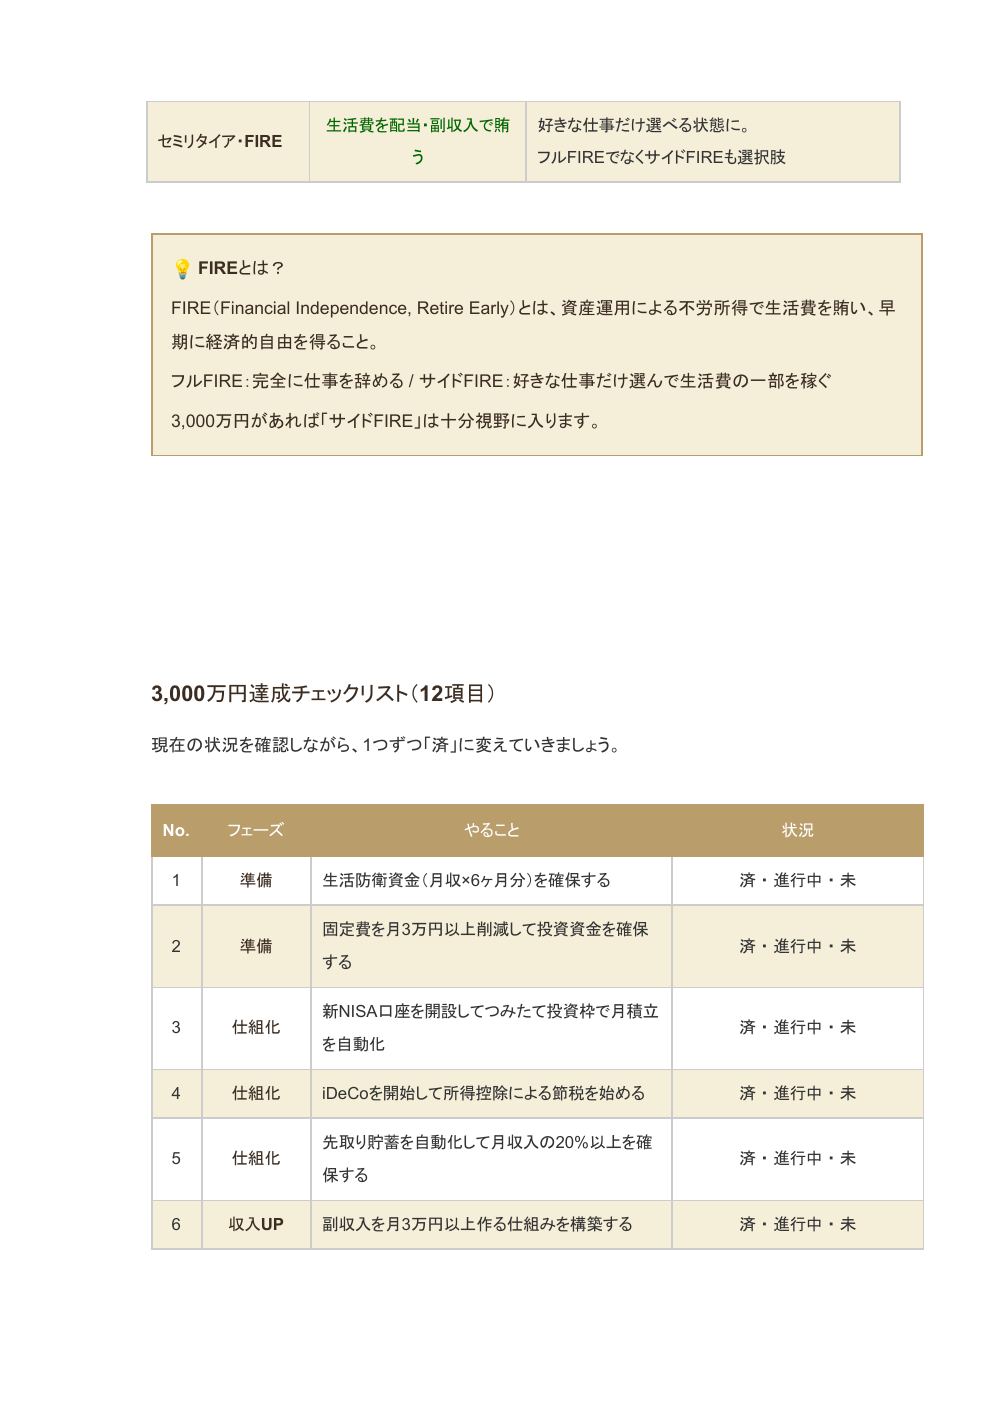 セミリタイア・FIRE
生活費を配当・副収入で賄
う
好きな仕事だけ選べる状態に。
フルFIREでなくサイドFIREも選択肢
💡 FIREとは？
FIRE（Financial Independence, Retire Early）とは、資産運用による不労所得で生活費を賄い、早
期に経済的自由を得ること。
フルFIRE：完全に仕事を辞める / サイドFIRE：好きな仕事だけ選んで生活費の一部を稼ぐ
3,000万円があれば「サイドFIRE」は十分視野に入ります。
3,000万円達成チェックリスト（12項目）
現在の状況を確認しながら、1つずつ「済」に変えていきましょう。
No. フェーズ やること 状況
1 準備 生活防衛資金（月収×6ヶ月分）を確保する 済 ・ 進行中 ・ 未
2 準備 固定費を月3万円以上削減して投資資金を確保
する 済 ・ 進行中 ・ 未
3 仕組化 新NISA口座を開設してつみたて投資枠で月積立
を自動化 済 ・ 進行中 ・ 未
4 仕組化 iDeCoを開始して所得控除による節税を始める 済 ・ 進行中 ・ 未
5 仕組化 先取り貯蓄を自動化して月収入の20%以上を確
保する 済 ・ 進行中 ・ 未
6 収入UP 副収入を月3万円以上作る仕組みを構築する 済 ・ 進行中 ・ 未